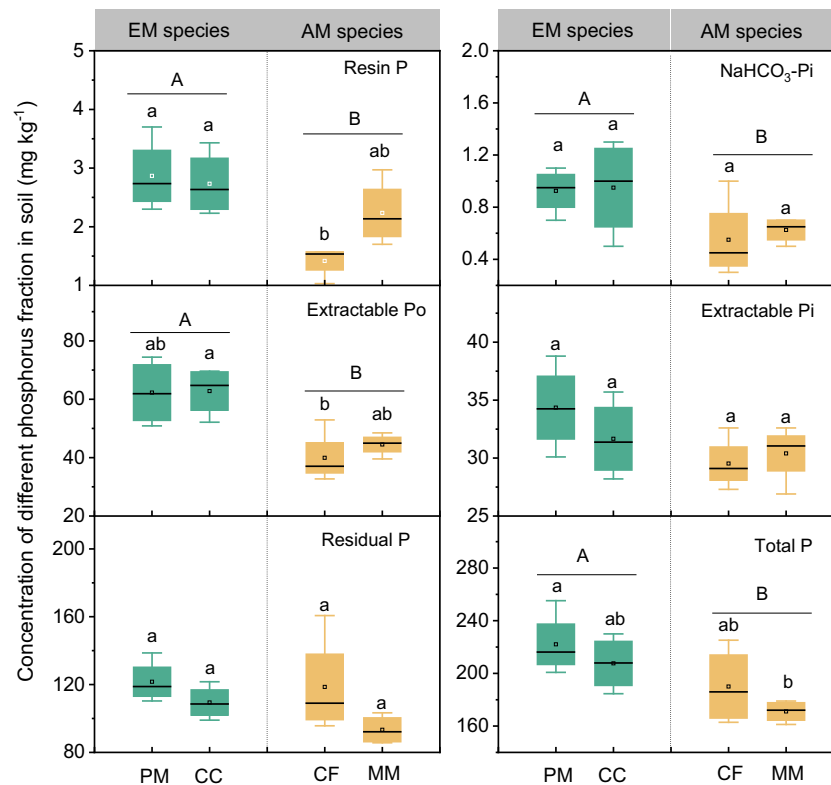 EM species AM species EM species AM species
Concentration of different phosphorus fraction in soil (mg kg⁻¹)
5
4
3
2
1
Resin P
A
a a
B
ab
b
2.0
1.6
1.2
0.8
0.4
NaHCO₃-Pi
A
a a
B
a a
80
60
40
20
Extractable Po
A
ab a
B
b ab
40
35
30
25
Extractable Pi
a
a
a a
200
160
120
80
Residual P
a
a
a
a
PM CC CF MM
280
240
200
160
Total P
A
a
ab
B
ab
b
PM CC CF MM